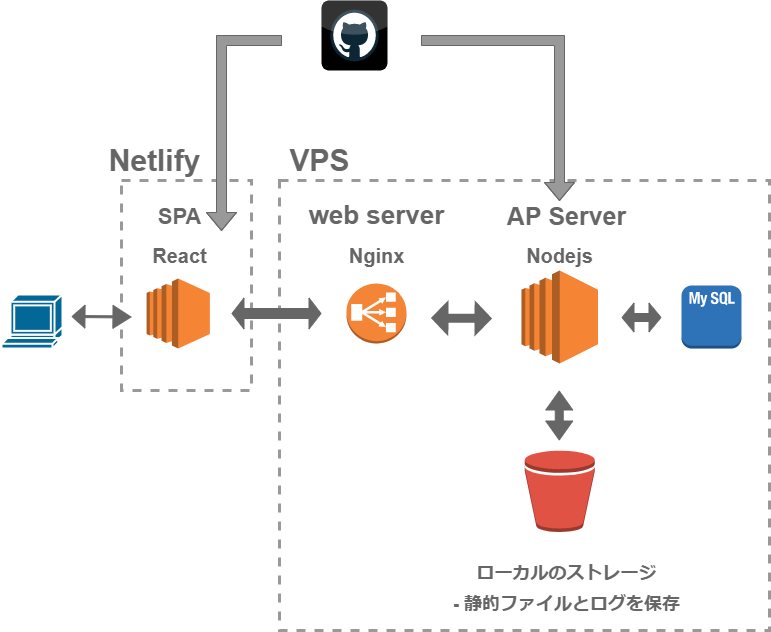 Netlify
VPS
SPA
React
web server
Nginx
AP Server
Nodejs
My SQL
ローカルのストレージ
- 静的ファイルとログを保存